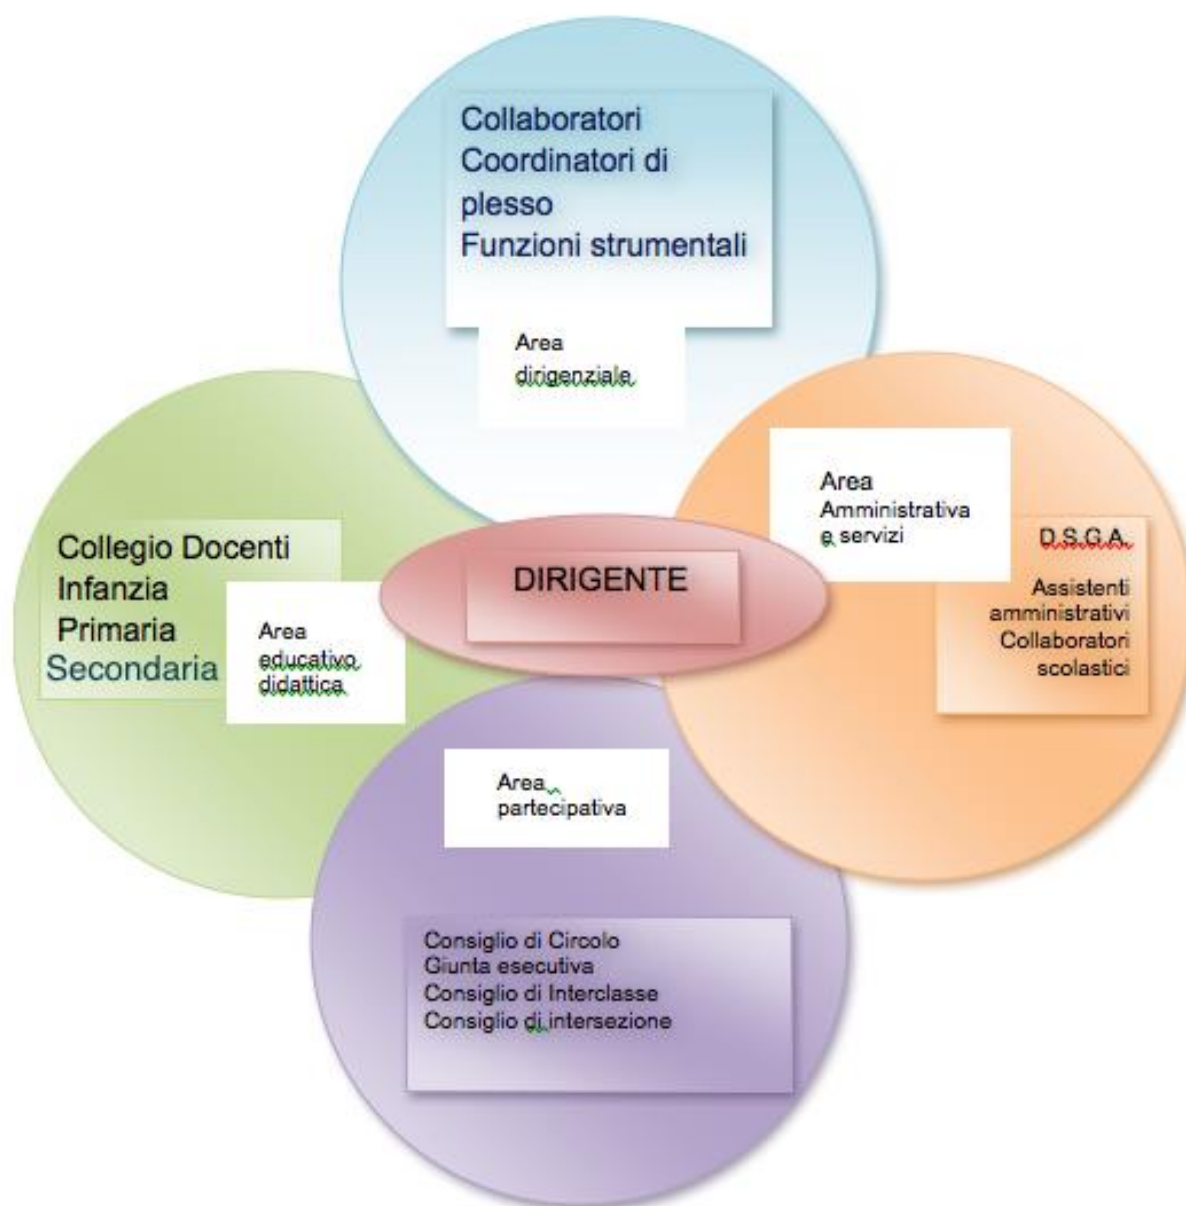 Collaboratori
Coordinatori di
plesso
Funzioni strumentali
Area
dirigenziale
Collegio Docenti
Infanzia
Primaria
Secondaria
Area
educativo
didattica
DIRIGENTE
Area
Amministrativa
e servizi
D.S.G.A.
Assistenti
amministrativi
Collaboratori
scolastici
Area
partecipativa
Consiglio di Circolo
Giunta esecutiva
Consiglio di Interclasse
Consiglio di intersezione